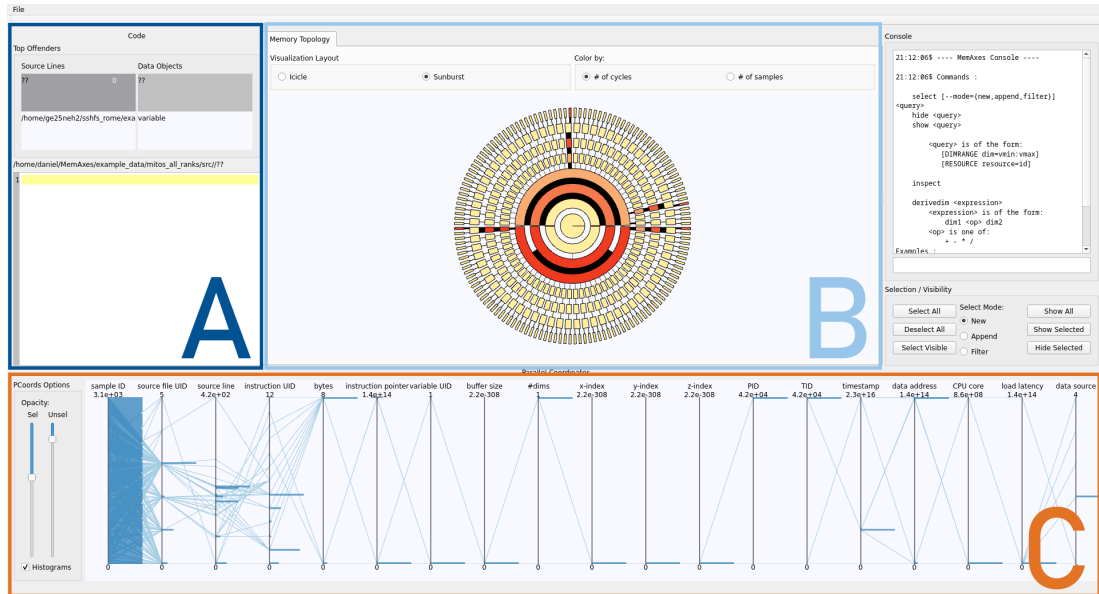 File
Code
Top Offenders
Source Lines Data Objects
?? 0 ??
/home/ge25neh2/sshfs_rome/exa variable
/home/daniel/MemAxes/example_data/mitos_all_ranks/src//??
1
A
Memory Topology
Visualization Layout
Icicle Sunburst
Color by:
# of cycles # of samples
B
Console
21:12:06$ ---- MemAxes Console ----
21:12:06$ Commands :
select [--mode={new,append,filter}]
<query>
hide <query>
show <query>
<query> is of the form:
[DIMRANGE dim=vmin:vmax]
[RESOURCE resource=id]
inspect
derivedim <expression>
<expression> is of the form:
dim1 <op> dim2
<op> is one of:
+ - * /
Examples :
Selection / Visibility
Select All
Deselect All
Select Visible
Select Mode:
New
Append
Filter
Show All
Show Selected
Hide Selected
Parallel Coordinates
PCoords Options
Opacity:
Sel Unsel
Histograms
sample ID source file UID source line instruction UID bytes instruction pointer variable UID buffer size #dims x-index y-index z-index PID TID timestamp data address CPU core load latency data source
3.1e+03 5 4.2e+02 12 8 1.4e+14 1 2.2e-308 1 2.2e-308 2.2e-308 2.2e-308 4.2e+04 4.2e+04 2.3e+16 1.4e+14 8.6e+08 1.4e+14 4
0 0 0 0 0 0 0 0 0 0 0 0 0 0 0 0 0 0 0
C